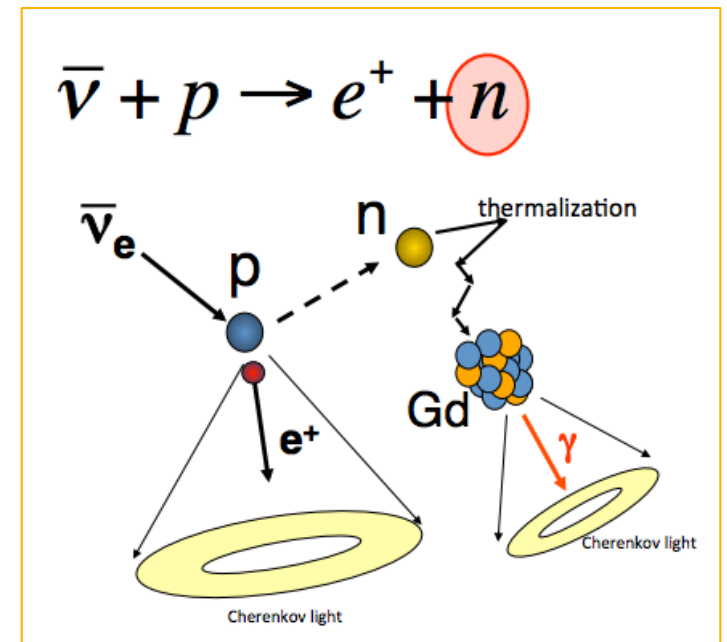 ν̅ + p → e⁺ + n
ν̅ₑ
n
thermalization
p
Gd
e⁺
γ
Cherenkov light
Cherenkov light